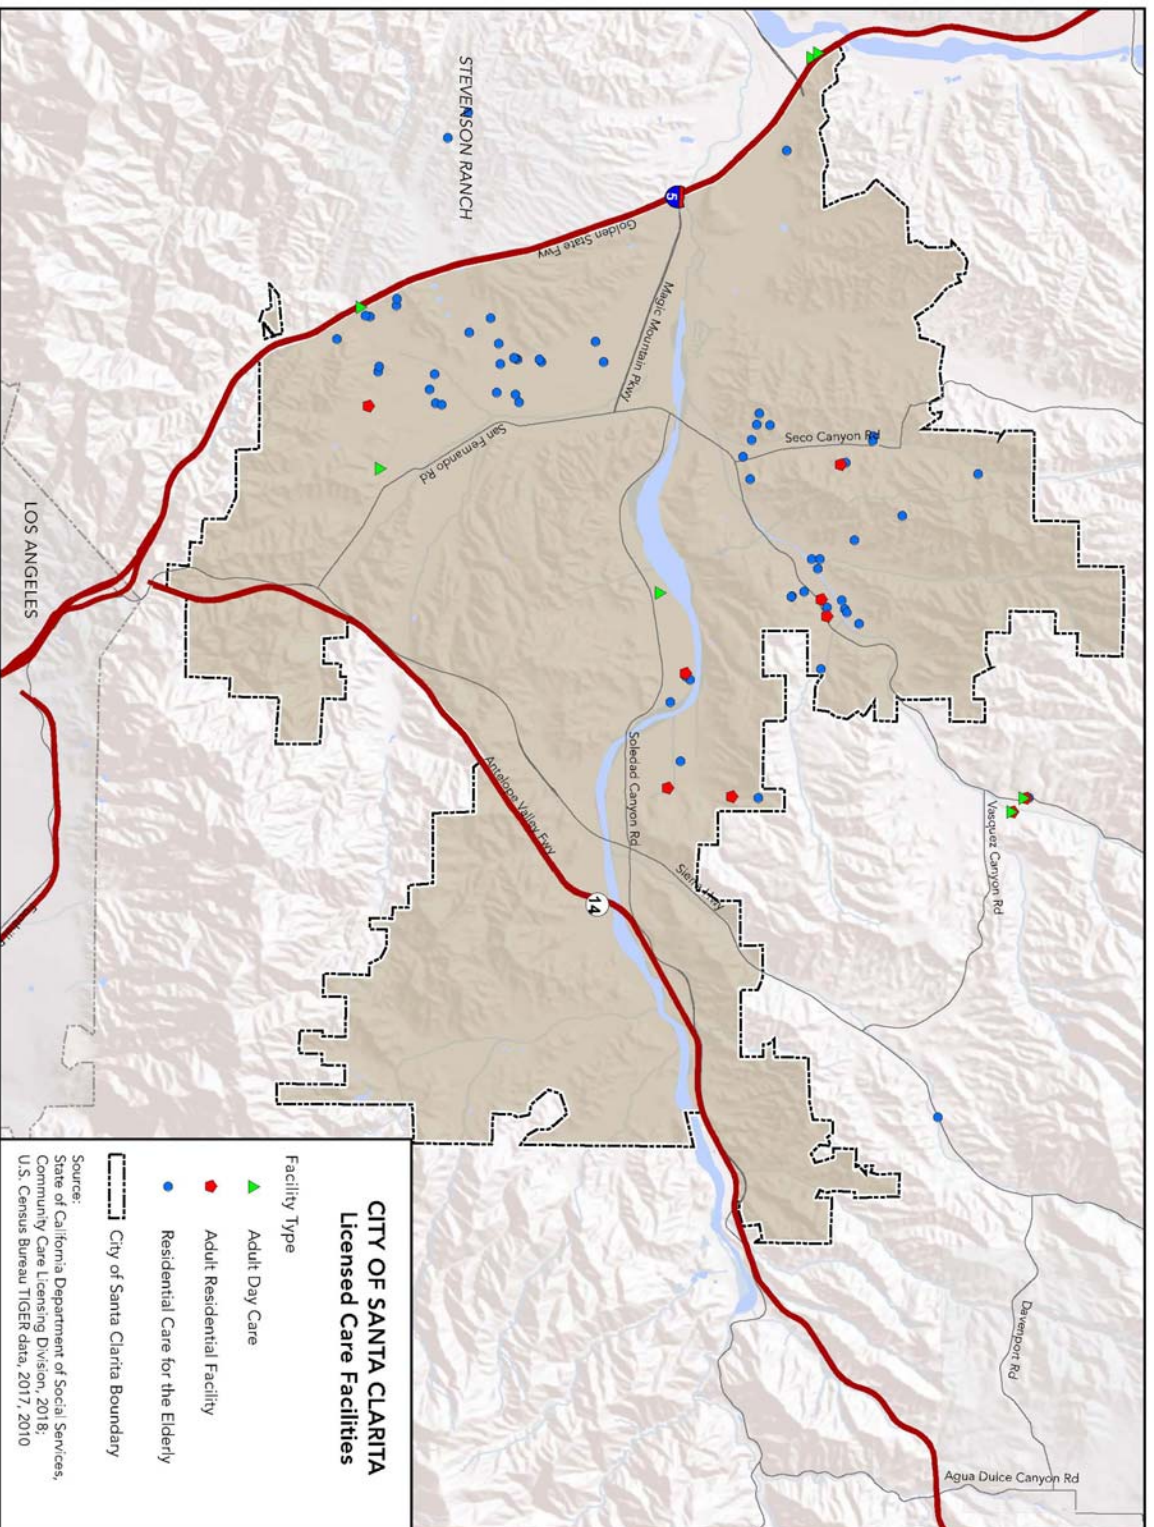 CITY OF SANTA CLARITA
Licensed Care Facilities
Facility Type
Adult Day Care
Adult Residential Facility
Residential Care for the Elderly
City of Santa Clarita Boundary
Source:
State of California Department of Social Services,
Community Care Licensing Division, 2018;
U.S. Census Bureau TIGER data, 2017, 2010
Agua Dulce Canyon Rd
Davenport Rd
Vasquez Canyon Rd
Sierra Hwy
Soledad Canyon Rd
14
Antelope Valley Fwy
Seco Canyon Rd
Magic Mountain Pkwy
San Fernando Rd
Golden State Fwy
5
STEVENSON RANCH
LOS ANGELES